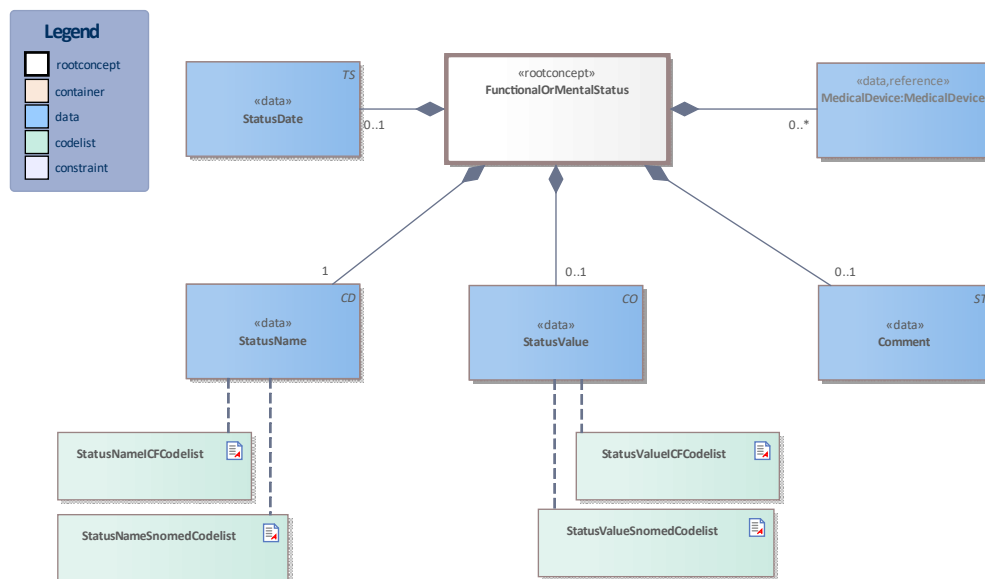 Legend
rootconcept
container
data
codelist
constraint
TS
«data»
StatusDate
0..1
«rootconcept»
FunctionalOrMentalStatus
«data,reference»
MedicalDevice:MedicalDevice
0..*
1
0..1
0..1
CD
«data»
StatusName
CO
«data»
StatusValue
ST
«data»
Comment
StatusNameICFCodelist
StatusValueICFCodelist
StatusNameSnomedCodelist
StatusValueSnomedCodelist